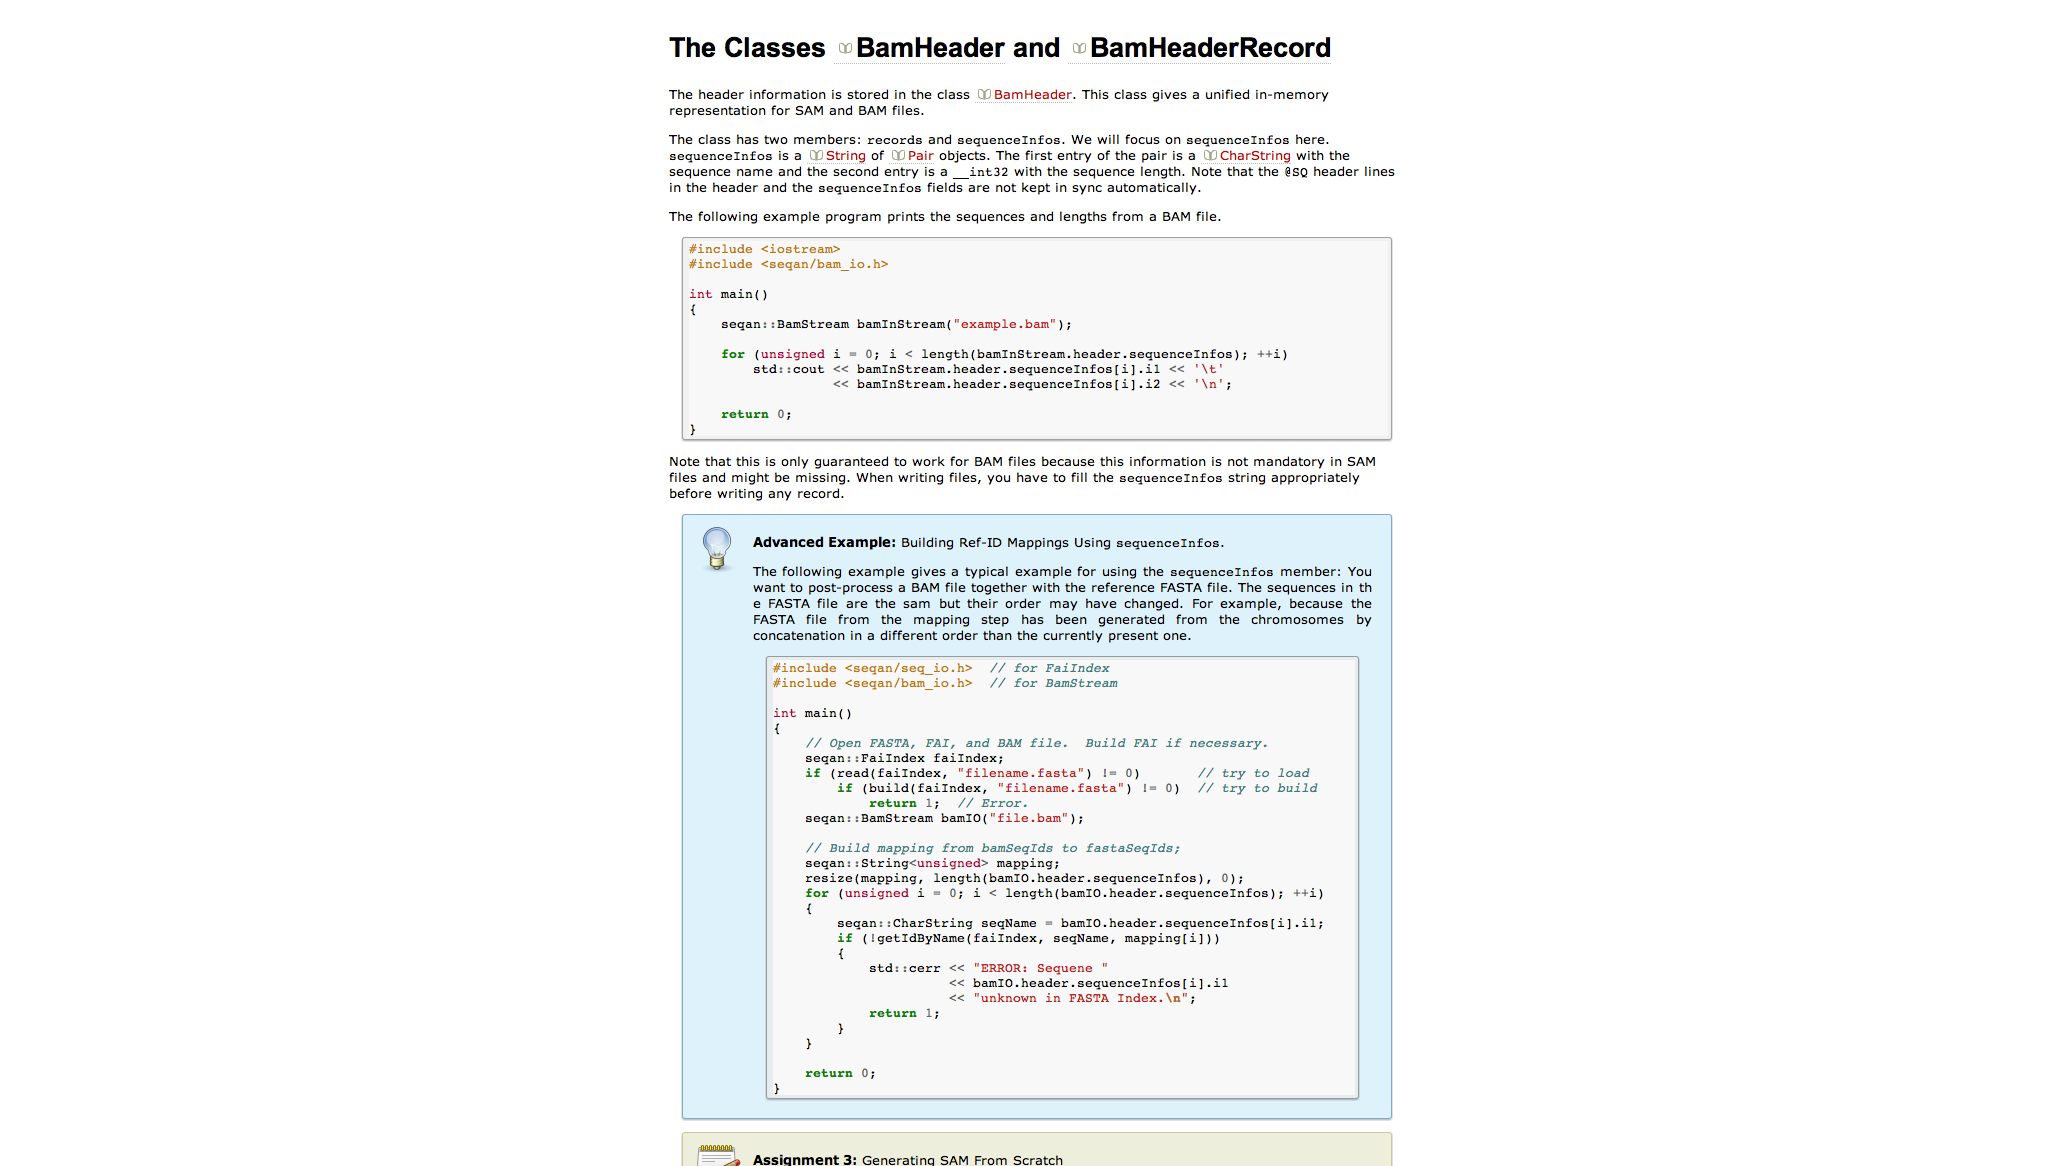 The Classes BamHeader and BamHeaderRecord
The header information is stored in the class BamHeader. This class gives a unified in-memory
representation for SAM and BAM files.
The class has two members: records and sequenceInfos. We will focus on sequenceInfos here.
sequenceInfos is a String of Pair objects. The first entry of the pair is a CharString with the
sequence name and the second entry is a __int32 with the sequence length. Note that the @SQ header lines
in the header and the sequenceInfos fields are not kept in sync automatically.
The following example program prints the sequences and lengths from a BAM file.
#include <iostream>
#include <seqan/bam_io.h>
int main()
{
    seqan::BamStream bamInStream("example.bam");
    for (unsigned i = 0; i < length(bamInStream.header.sequenceInfos); ++i)
        std::cout << bamInStream.header.sequenceInfos[i].i1 << '\t'
                  << bamInStream.header.sequenceInfos[i].i2 << '\n';
    return 0;
}
Note that this is only guaranteed to work for BAM files because this information is not mandatory in SAM
files and might be missing. When writing files, you have to fill the sequenceInfos string appropriately
before writing any record.
Advanced Example: Building Ref-ID Mappings Using sequenceInfos.
The following example gives a typical example for using the sequenceInfos member: You
want to post-process a BAM file together with the reference FASTA file. The sequences in th
e FASTA file are the sam but their order may have changed. For example, because the
FASTA file from the mapping step has been generated from the chromosomes by
concatenation in a different order than the currently present one.
#include <seqan/seq_io.h>  // for FaiIndex
#include <seqan/bam_io.h>  // for BamStream
int main()
{
    // Open FASTA, FAI, and BAM file.  Build FAI if necessary.
    seqan::FaiIndex faiIndex;
    if (read(faiIndex, "filename.fasta") != 0)       // try to load
        if (build(faiIndex, "filename.fasta") != 0)  // try to build
            return 1;  // Error.
    seqan::BamStream bamIO("file.bam");
    // Build mapping from bamSeqIds to fastaSeqIds;
    seqan::String<unsigned> mapping;
    resize(mapping, length(bamIO.header.sequenceInfos), 0);
    for (unsigned i = 0; i < length(bamIO.header.sequenceInfos); ++i)
    {
        seqan::CharString seqName = bamIO.header.sequenceInfos[i].i1;
        if (!getIdByName(faiIndex, seqName, mapping[i]))
        {
            std::cerr << "ERROR: Sequene "
                      << bamIO.header.sequenceInfos[i].i1
                      << "unknown in FASTA Index.\n";
            return 1;
        }
    }
    return 0;
}
Assignment 3: Generating SAM From Scratch